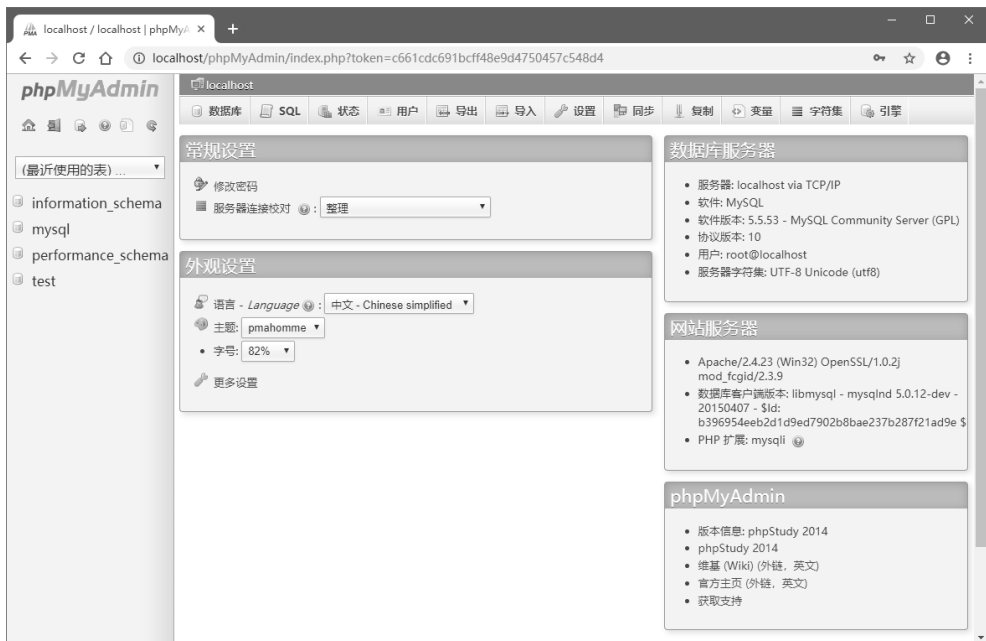 localhost / localhost | phpMyA
localhost/phpMyAdmin/index.php?token=c661cdc691bcff48e9d4750457c548d4
phpMyAdmin
(最近使用的表) ...
information_schema
mysql
performance_schema
test
localhost
数据库 SQL 状态 用户 导出 导入 设置 同步 复制 变量 字符集 引擎
常规设置
修改密码
服务器连接校对 : 整理
外观设置
语言 - Language : 中文 - Chinese simplified
主题: pmahomme
字号: 82%
更多设置
数据库服务器
服务器: localhost via TCP/IP
软件: MySQL
软件版本: 5.5.53 - MySQL Community Server (GPL)
协议版本: 10
用户: root@localhost
服务器字符集: UTF-8 Unicode (utf8)
网站服务器
Apache/2.4.23 (Win32) OpenSSL/1.0.2j
mod_fcgid/2.3.9
数据库客户端版本: libmysql - mysqlnd 5.0.12-dev -
20150407 - $Id:
b396954eeb2d1d9ed7902b8bae237b287f21ad9e $
PHP 扩展: mysqli
phpMyAdmin
版本信息: phpStudy 2014
phpStudy 2014
维基 (Wiki) (外链，英文)
官方主页 (外链，英文)
获取支持